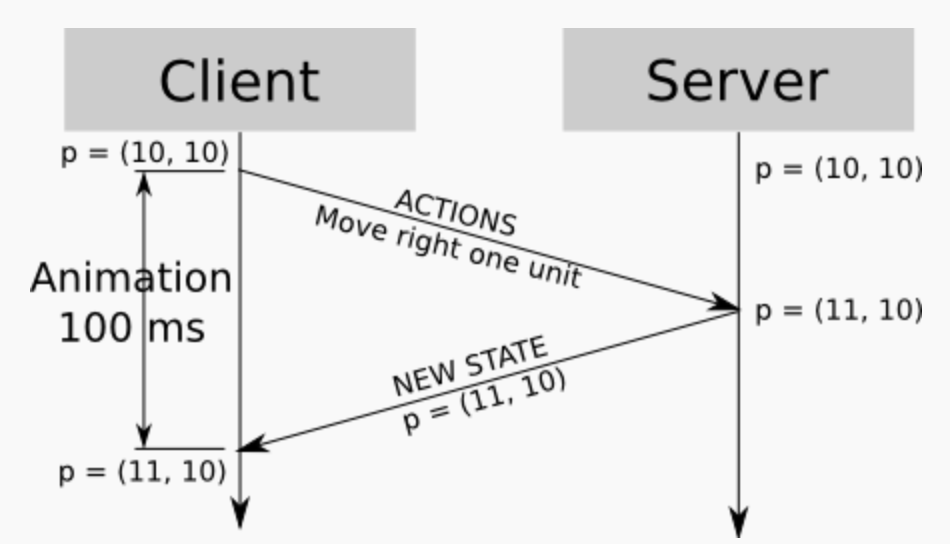 Client
Server
p = (10, 10)
p = (10, 10)
ACTIONS
Move right one unit
Animation
100 ms
p = (11, 10)
NEW STATE
p = (11, 10)
p = (11, 10)